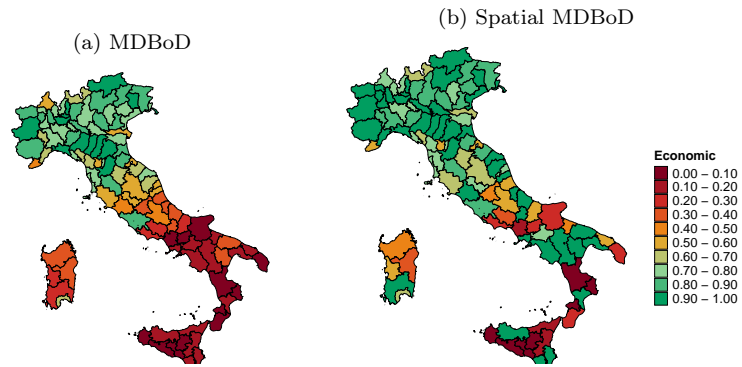 (a) MDBoD
(b) Spatial MDBoD
Economic
0.00 – 0.10
0.10 – 0.20
0.20 – 0.30
0.30 – 0.40
0.40 – 0.50
0.50 – 0.60
0.60 – 0.70
0.70 – 0.80
0.80 – 0.90
0.90 – 1.00